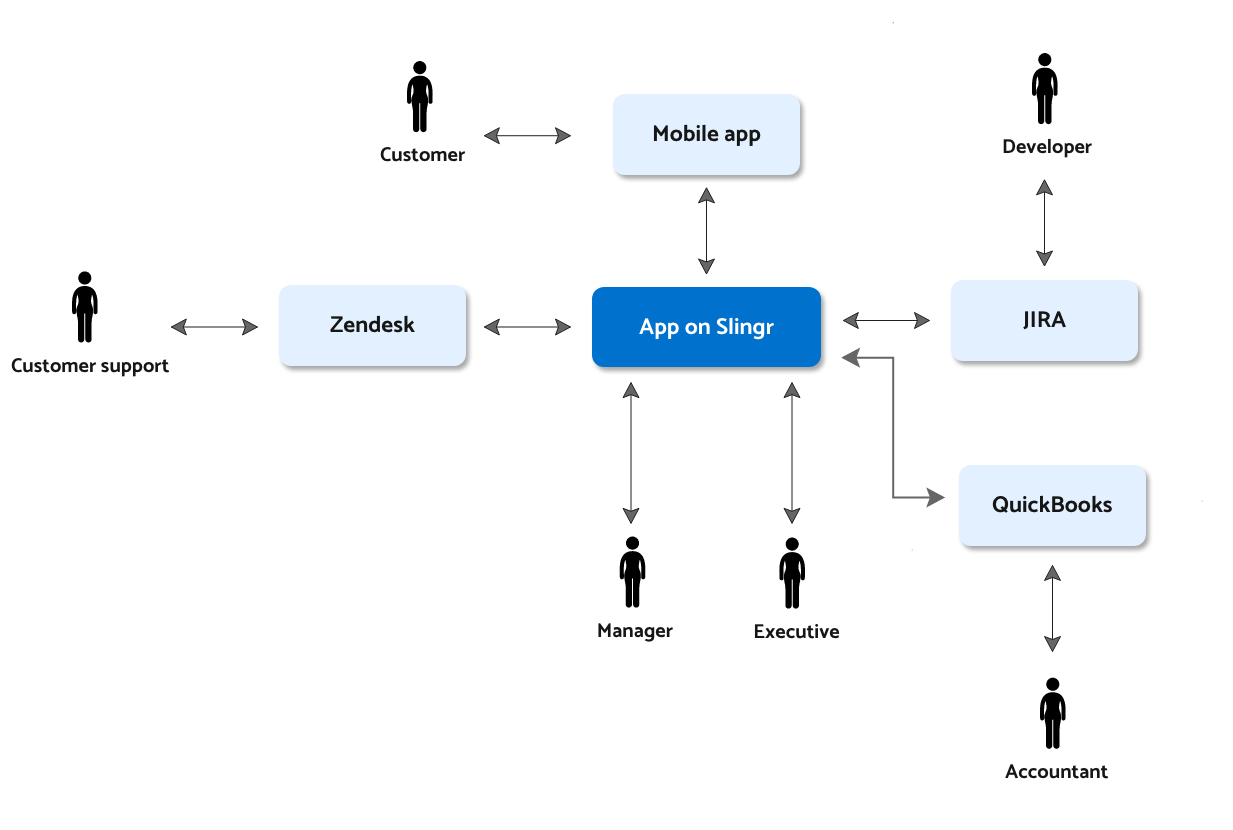 Customer
Mobile app
Developer
Customer support
Zendesk
App on Slingr
JIRA
QuickBooks
Manager
Executive
Accountant